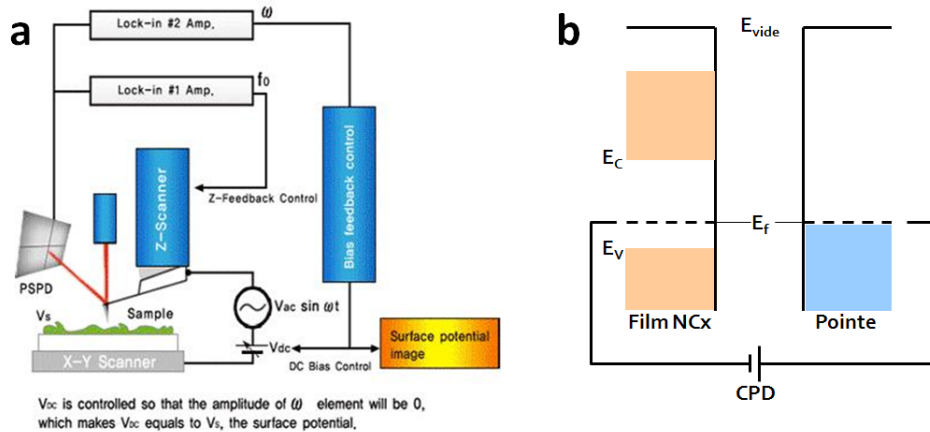 a
Lock-in #2 Amp.
ω
Lock-in #1 Amp.
f0
Z-Scanner
Z-Feedback Control
Bias feedback control
PSPD
Vs
Sample
X-Y Scanner
Vac sin ωt
Vdc
DC Bias Control
Surface potential
image
VDC is controlled so that the amplitude of ω element will be 0,
which makes VDC equals to Vs, the surface potential.
b
Evide
EC
Ef
EV
Film NCx
Pointe
CPD